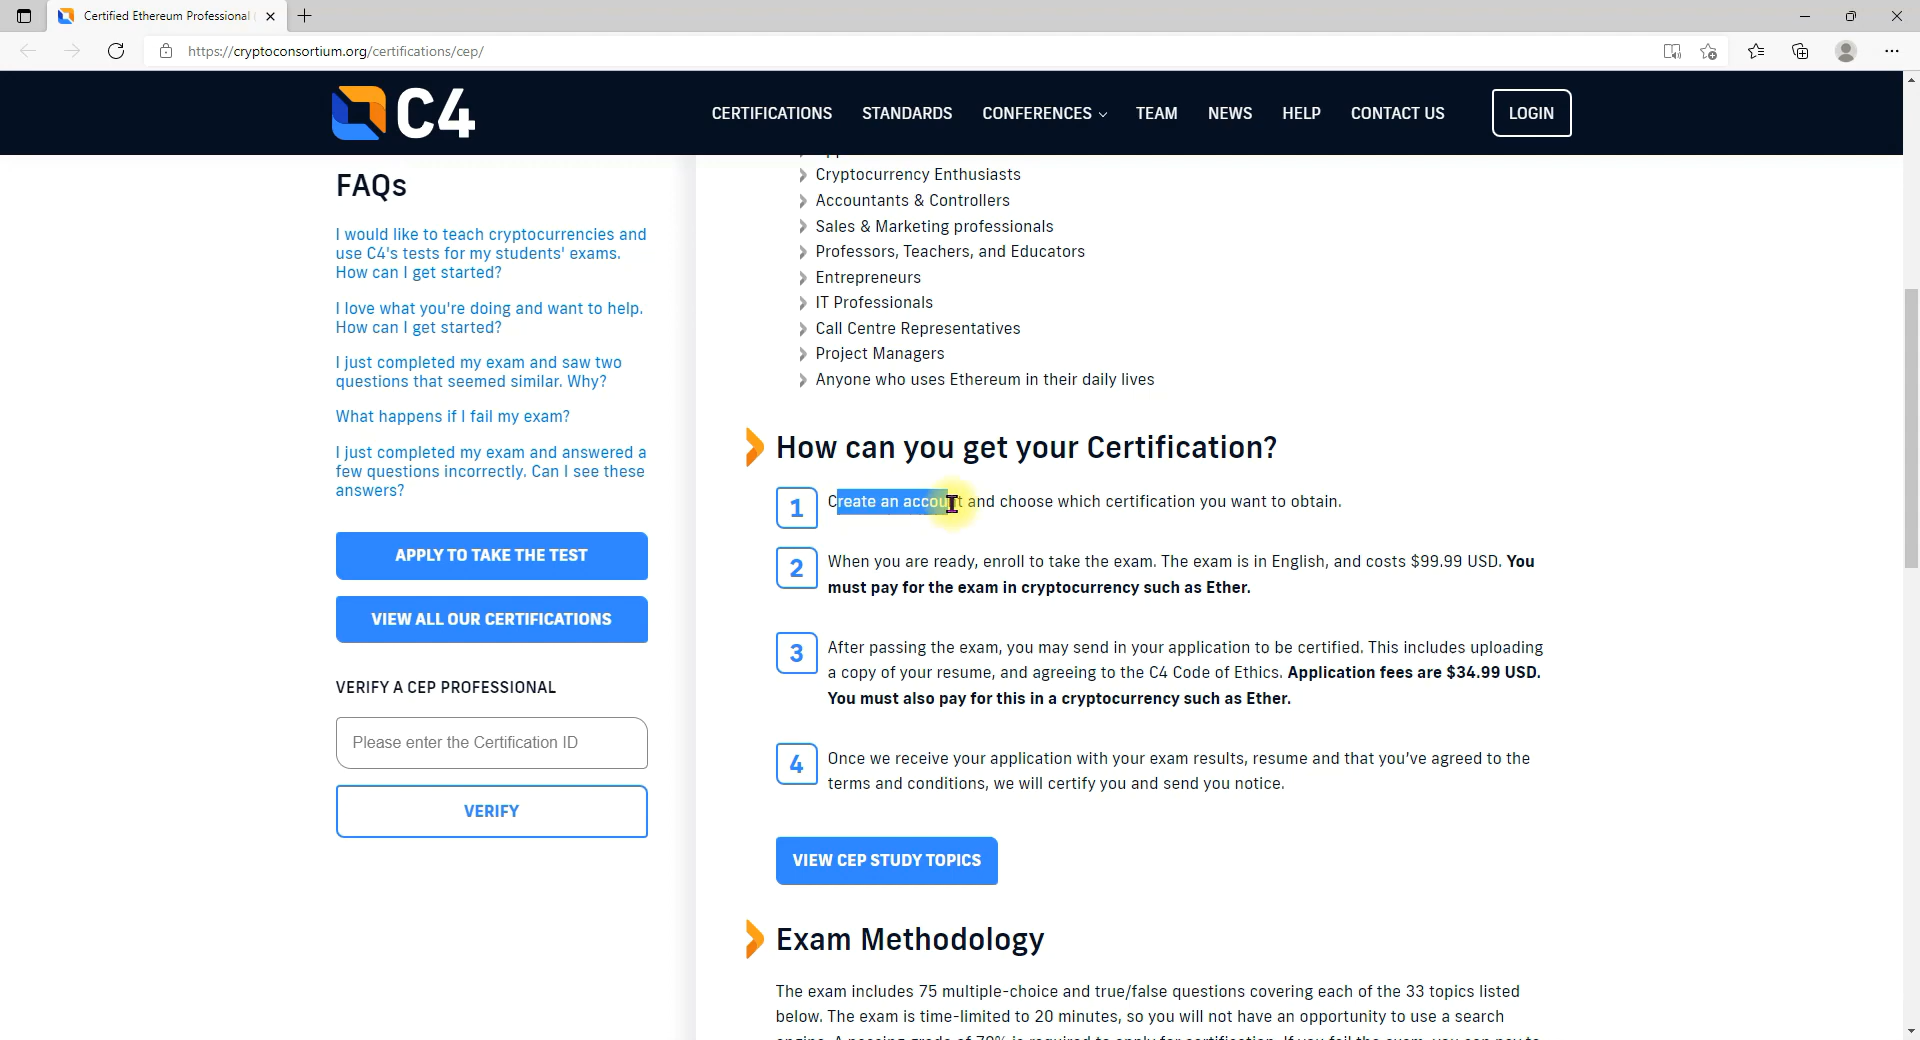 Certified Ethereum Professional
https://cryptoconsortium.org/certifications/cep/
C4
CERTIFICATIONS
STANDARDS
CONFERENCES
TEAM
NEWS
HELP
CONTACT US
LOGIN
FAQs
I would like to teach cryptocurrencies and
use C4's tests for my students' exams.
How can I get started?
I love what you're doing and want to help.
How can I get started?
I just completed my exam and saw two
questions that seemed similar. Why?
What happens if I fail my exam?
I just completed my exam and answered a
few questions incorrectly. Can I see these
answers?
APPLY TO TAKE THE TEST
VIEW ALL OUR CERTIFICATIONS
VERIFY A CEP PROFESSIONAL
Please enter the Certification ID
VERIFY
Cryptocurrency Enthusiasts
Accountants & Controllers
Sales & Marketing professionals
Professors, Teachers, and Educators
Entrepreneurs
IT Professionals
Call Centre Representatives
Project Managers
Anyone who uses Ethereum in their daily lives
How can you get your Certification?
1
Create an account and choose which certification you want to obtain.
2
When you are ready, enroll to take the exam. The exam is in English, and costs $99.99 USD. You
must pay for the exam in cryptocurrency such as Ether.
3
After passing the exam, you may send in your application to be certified. This includes uploading
a copy of your resume, and agreeing to the C4 Code of Ethics. Application fees are $34.99 USD.
You must also pay for this in a cryptocurrency such as Ether.
4
Once we receive your application with your exam results, resume and that you've agreed to the
terms and conditions, we will certify you and send you notice.
VIEW CEP STUDY TOPICS
Exam Methodology
The exam includes 75 multiple-choice and true/false questions covering each of the 33 topics listed
below. The exam is time-limited to 20 minutes, so you will not have an opportunity to use a search